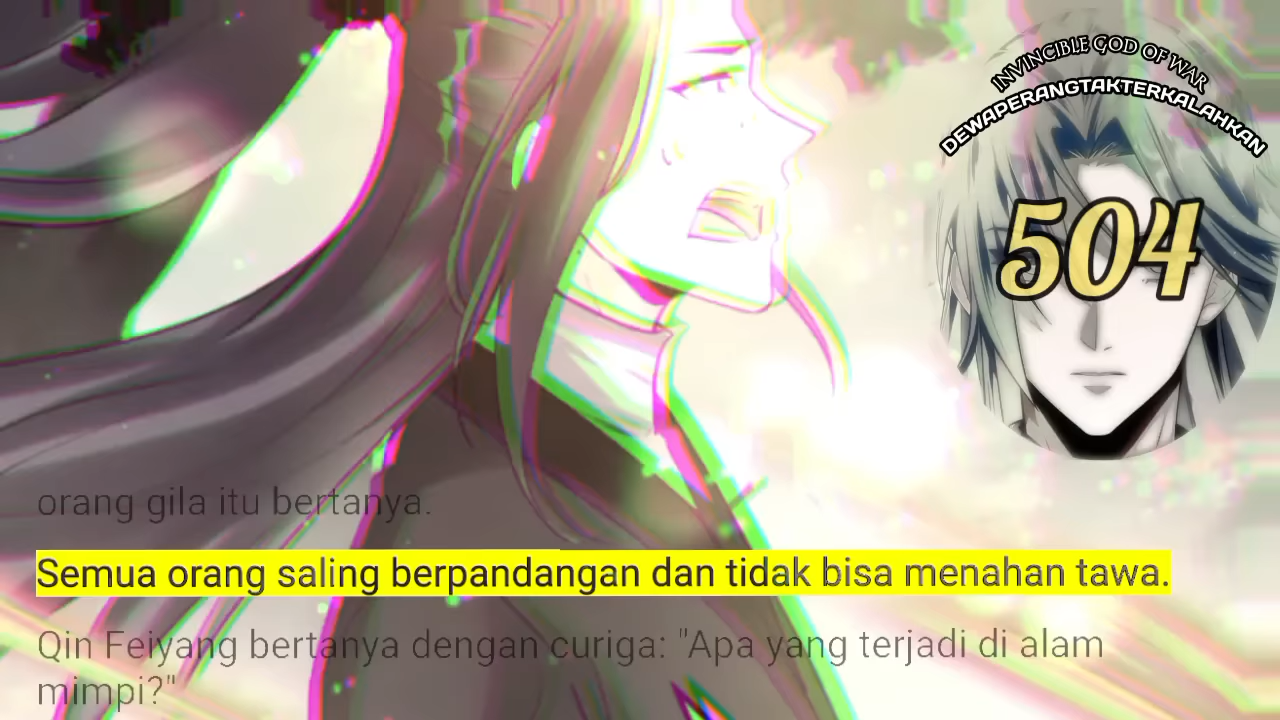 INVINCIBLE GOD OF WAR
DEWAPERANGTAKTERKALAHKAN
504
orang gila itu bertanya.
Semua orang saling berpandangan dan tidak bisa menahan tawa.
Qin Feiyang bertanya dengan curiga: "Apa yang terjadi di alam
mimpi?"